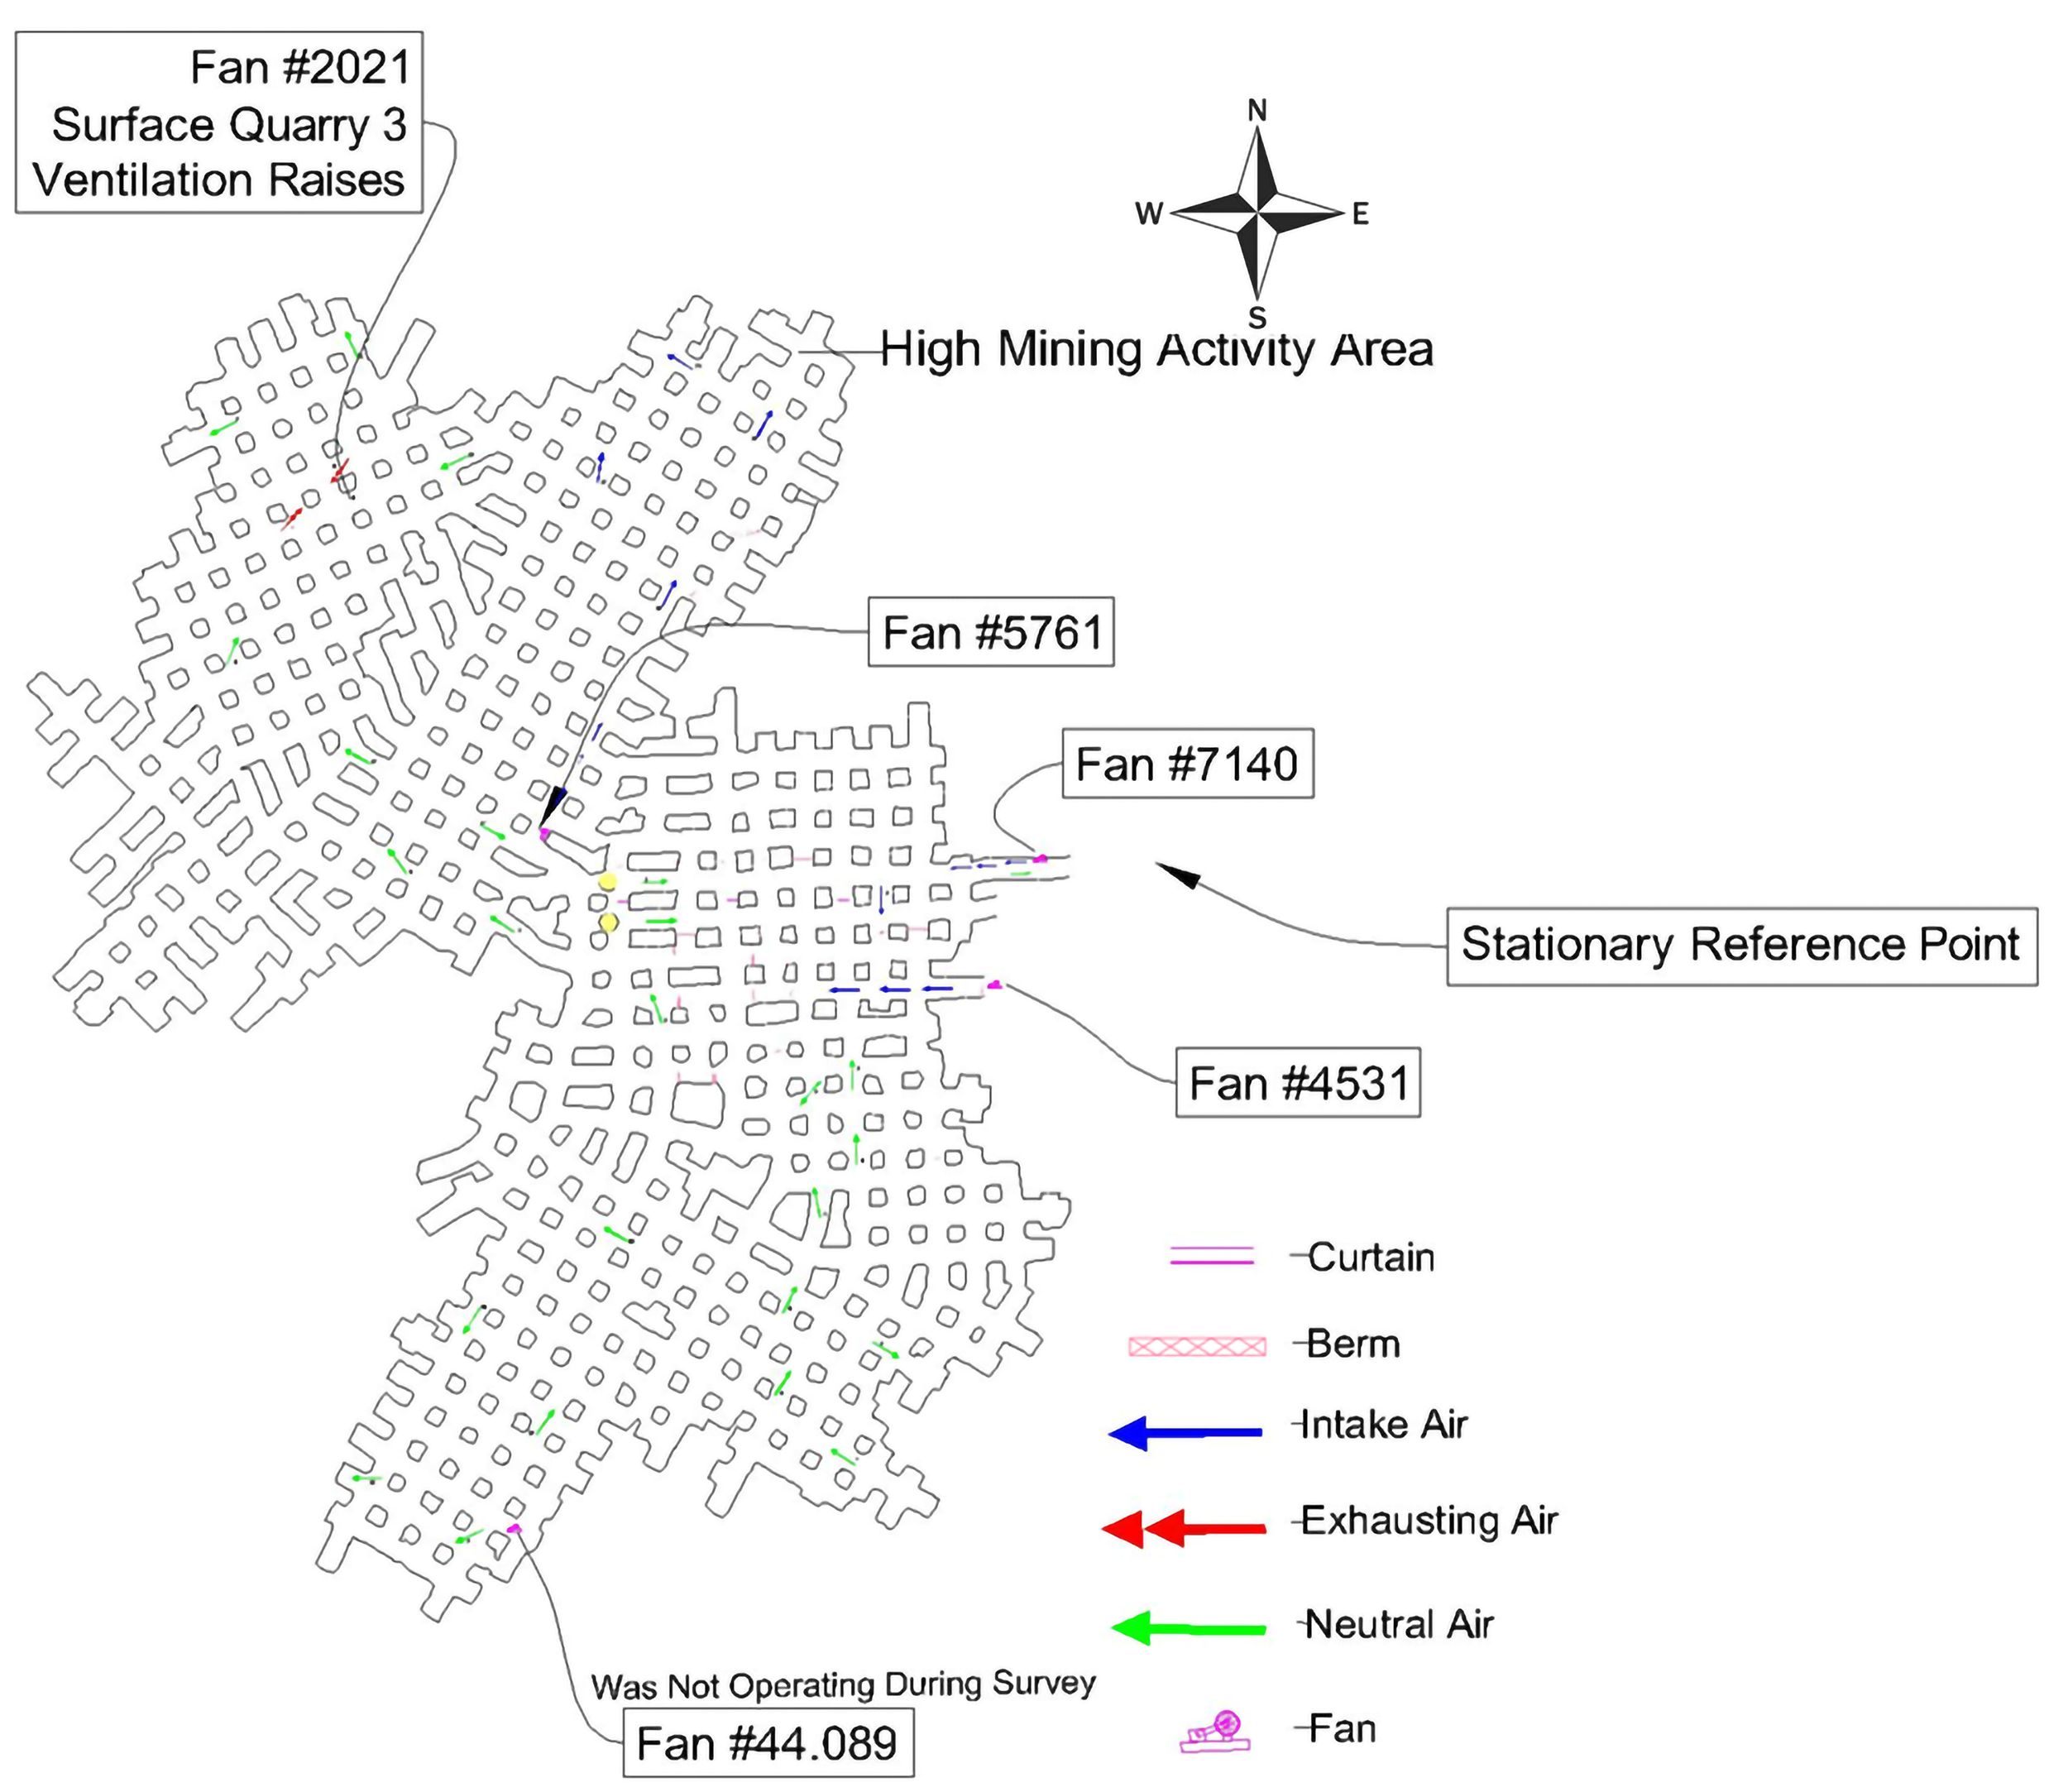 Fan #2021
Surface Quarry 3
Ventilation Raises
N
W
E
S
High Mining Activity Area
Fan #5761
Fan #7140
Stationary Reference Point
Fan #4531
Curtain
Berm
Intake Air
Exhausting Air
Neutral Air
Fan
Was Not Operating During Survey
Fan #44.089